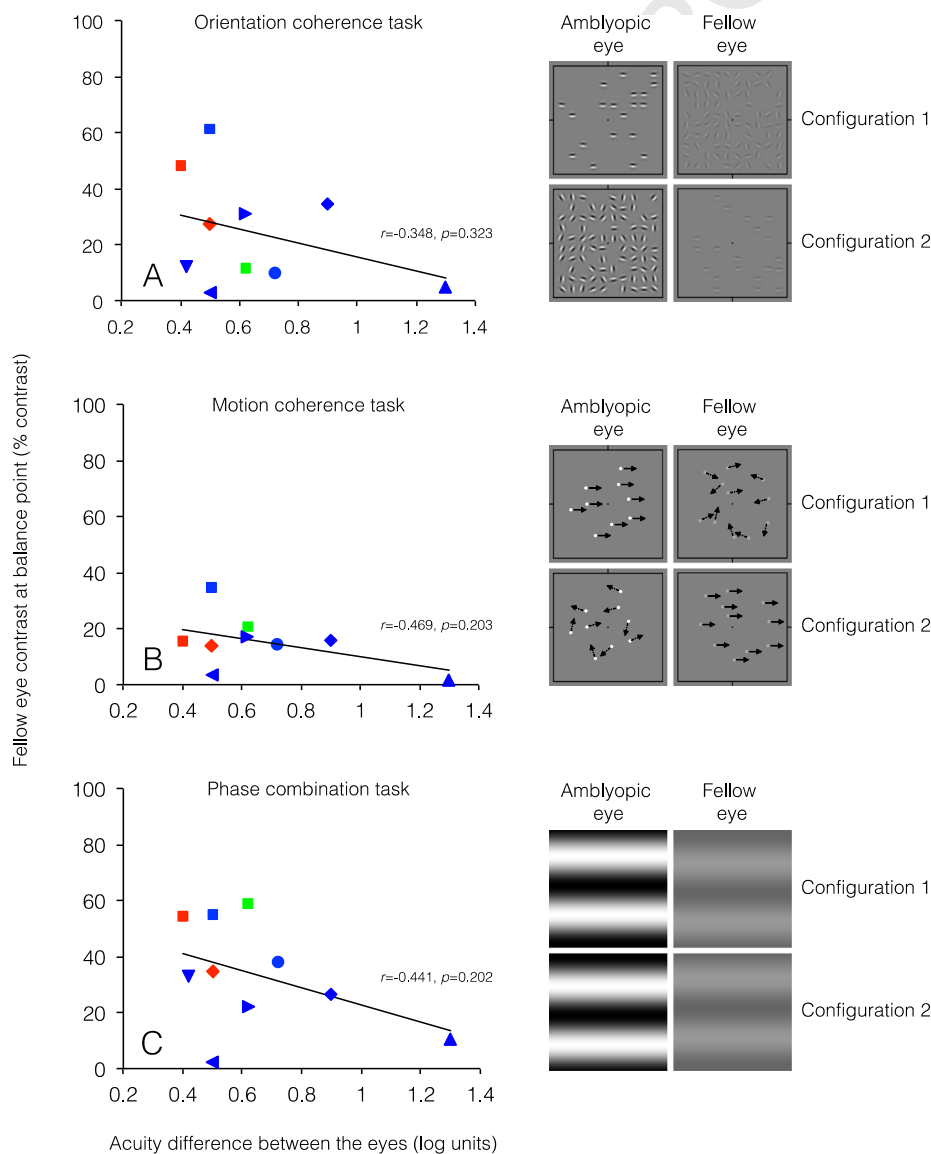 Orientation coherence task
100
80
60
40
20
0
0.2 0.4 0.6 0.8 1 1.2 1.4
r=-0.348, p=0.323
A
Amblyopic
eye
Fellow
eye
Configuration 1
Configuration 2
Fellow eye contrast at balance point (% contrast)
Motion coherence task
100
80
60
40
20
0
0.2 0.4 0.6 0.8 1 1.2 1.4
r=-0.469, p=0.203
B
Amblyopic
eye
Fellow
eye
Configuration 1
Configuration 2
Phase combination task
100
80
60
40
20
0
0.2 0.4 0.6 0.8 1 1.2 1.4
r=-0.441, p=0.202
C
Amblyopic
eye
Fellow
eye
Configuration 1
Configuration 2
Acuity difference between the eyes (log units)